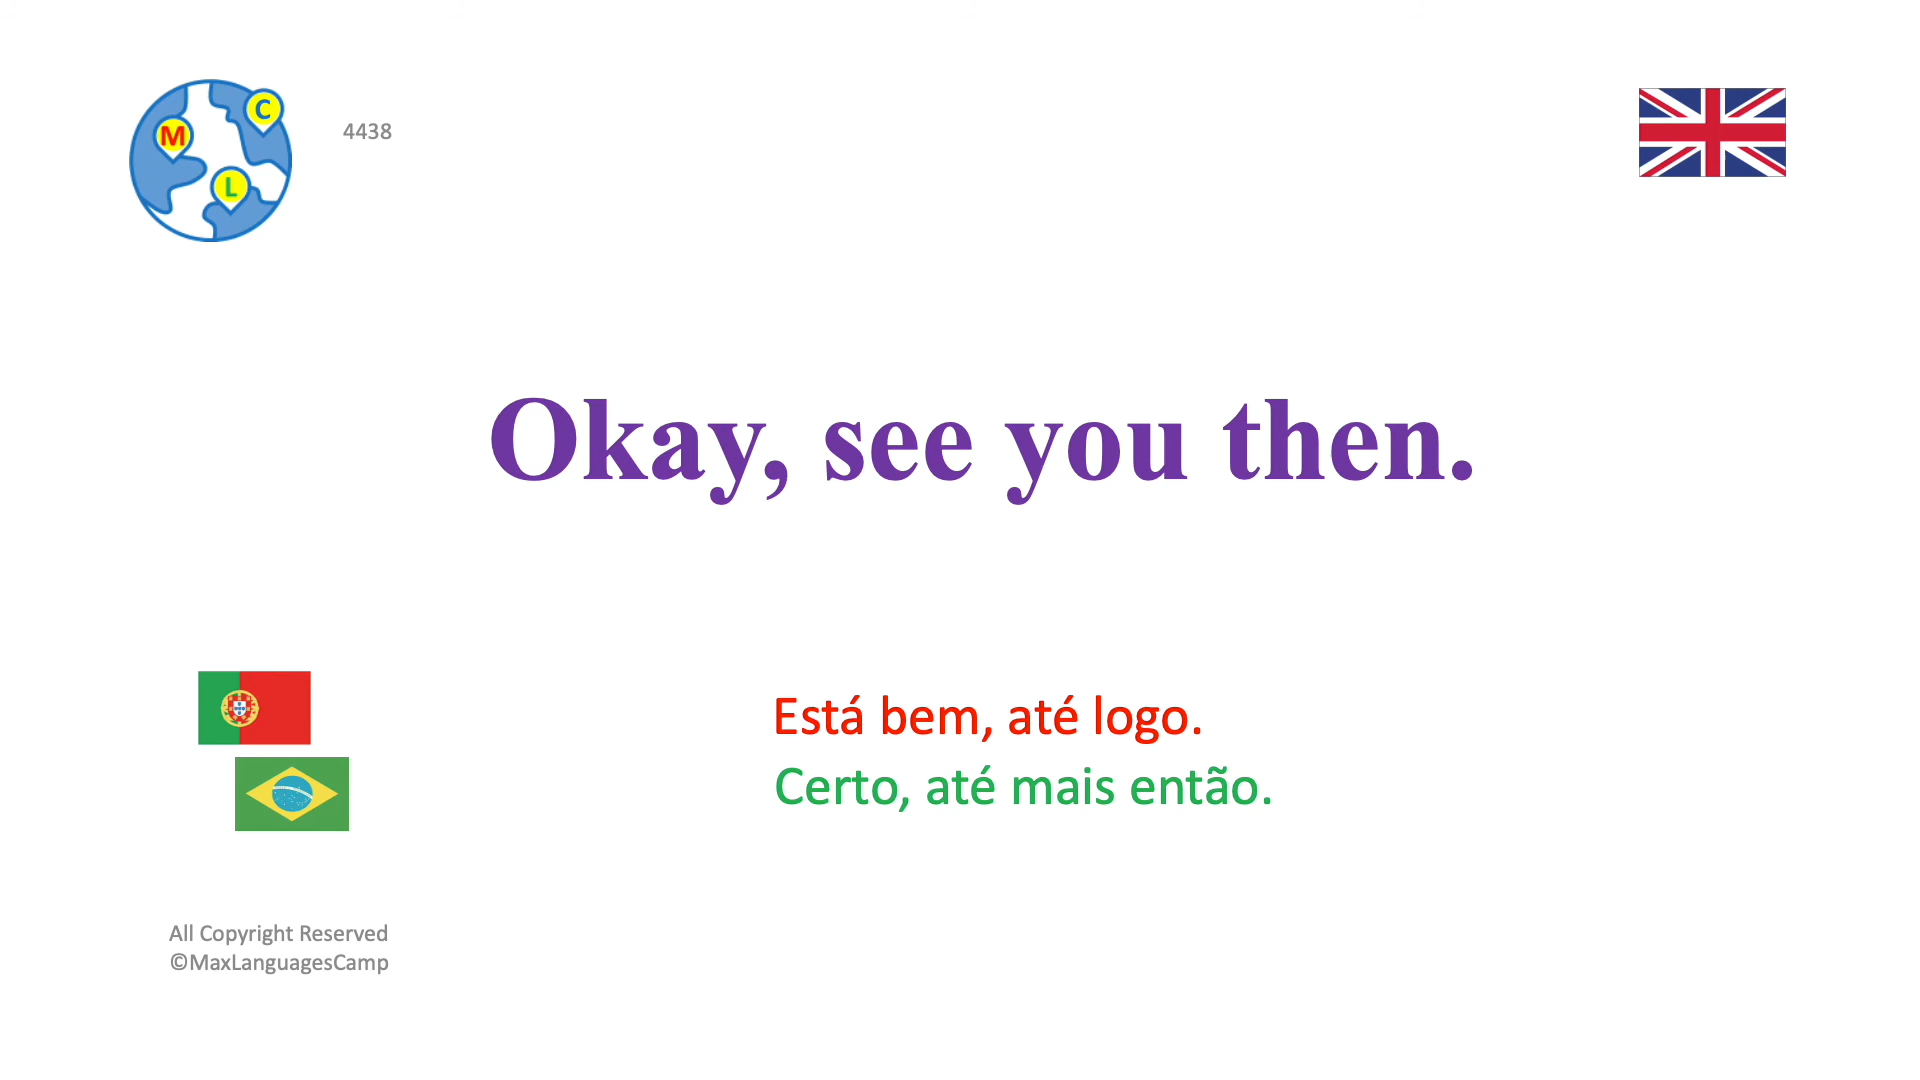 M
C
L
4438
Okay, see you then.
Está bem, até logo.
Certo, até mais então.
All Copyright Reserved
©MaxLanguagesCamp